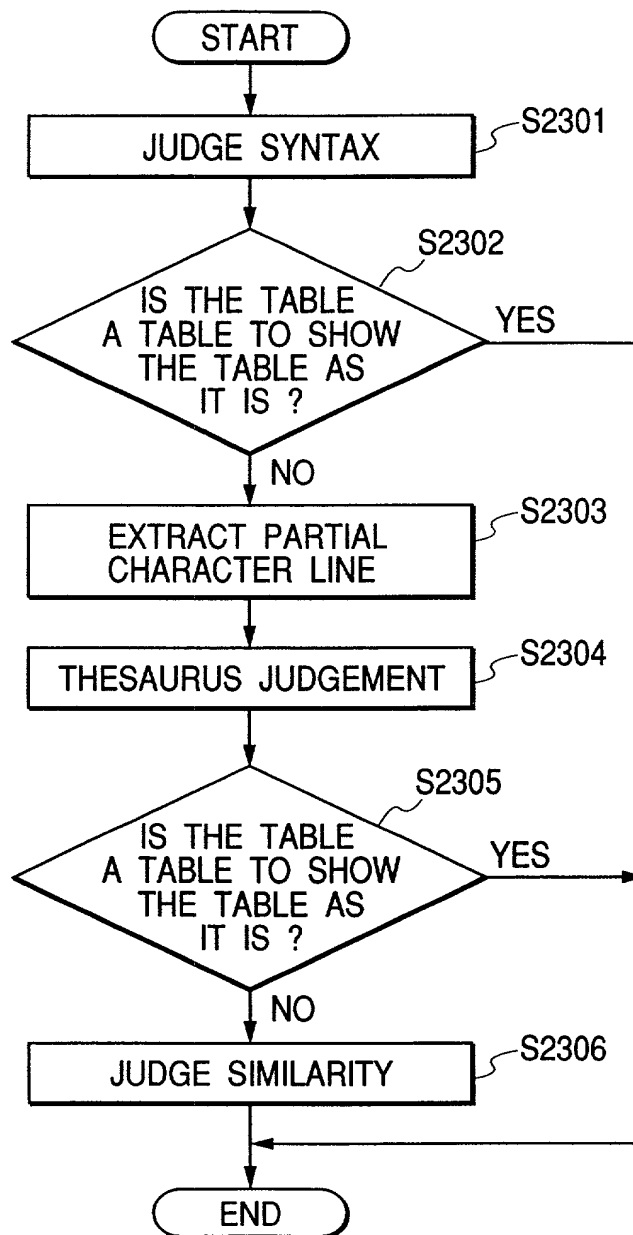 START
JUDGE SYNTAX
S2301
S2302
IS THE TABLE
A TABLE TO SHOW
THE TABLE AS
IT IS ?
YES
NO
EXTRACT PARTIAL
CHARACTER LINE
S2303
THESAURUS JUDGEMENT
S2304
S2305
IS THE TABLE
A TABLE TO SHOW
THE TABLE AS
IT IS ?
YES
NO
JUDGE SIMILARITY
S2306
END